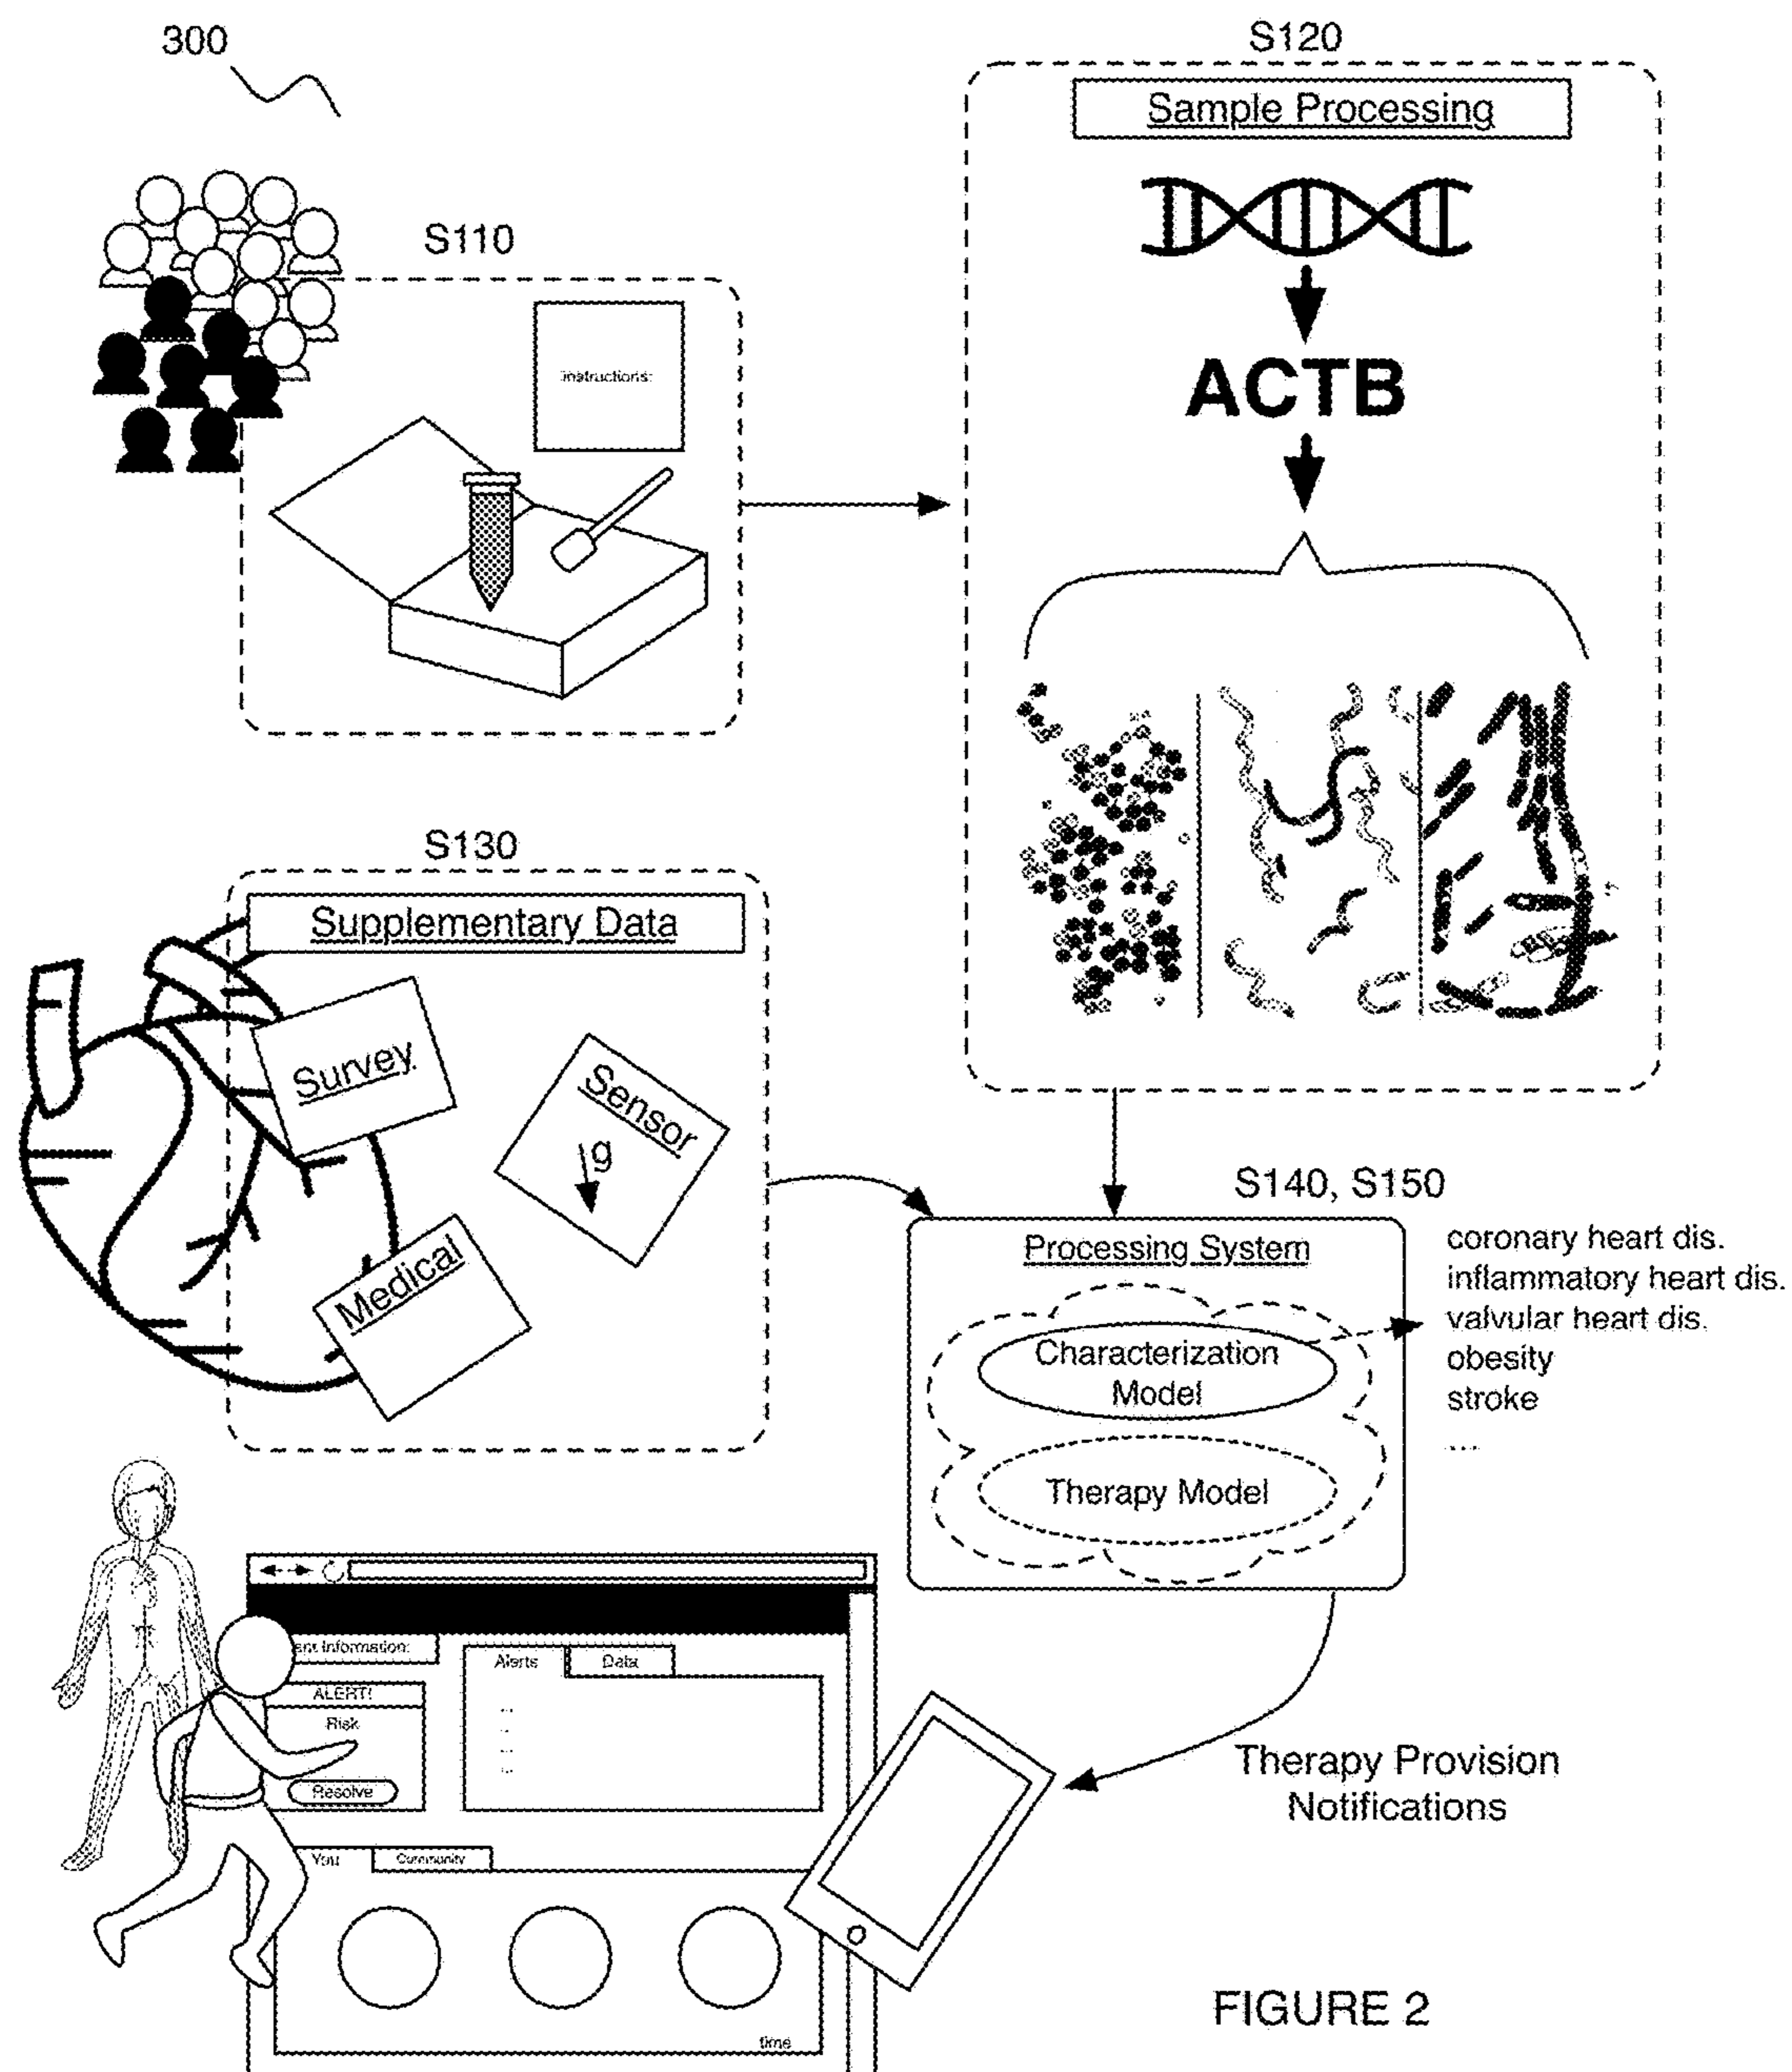 300
S110
instructions:
S120
Sample Processing
ACTB
S130
Supplementary Data
Survey
Sensor
g
Medical
S140, S150
Processing System
Characterization
Model
Therapy Model
coronary heart dis.
inflammatory heart dis.
valvular heart dis.
obesity
stroke
....
ent Information:
ALERT!
Risk
Resolve
Alerts
Data
You
Community
time
Therapy Provision
Notifications
FIGURE 2